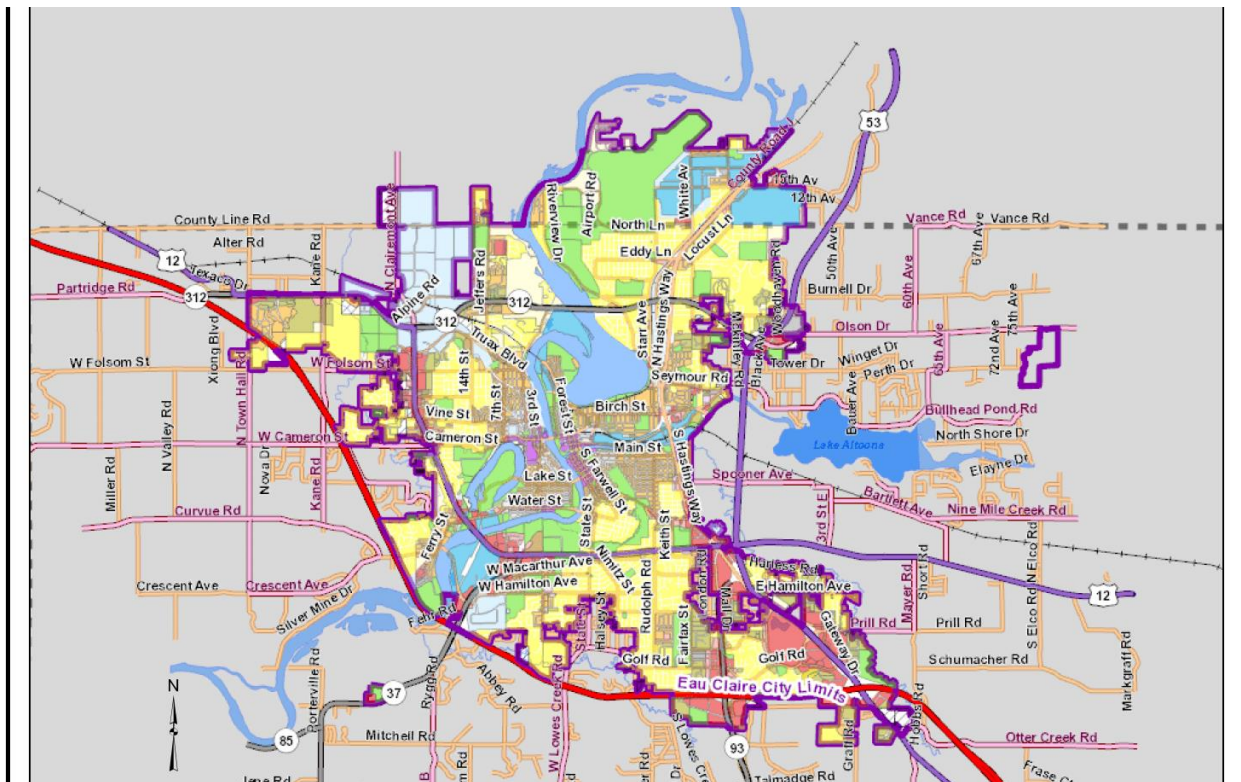 53
County Road J
15th Av
12th Av
White Av
N Clairemont Ave
Riverview Dr
Airport Rd
County Line Rd
North Ln
Vance Rd
Vance Rd
Alter Rd
Kane Rd
Jeffers Rd
Eddy Ln
Locust Ln
50th Ave
67th Ave
12
Texaco Dr
Partridge Rd
312
Alpine Rd
312
312
Woodhaven Rd
Burnell Dr
60th Ave
75th Ave
Truax Blvd
Starr Ave
N Hastings Way
McKinley Rd
Black Ave
Olson Dr
72nd Ave
W Folsom St
Xiong Blvd
W Folsom St
14th St
Tower Dr
Winget Dr
Perth Dr
65th Ave
Seymour Rd
7th St
3rd St
Forest St
Birch St
Vine St
Bauer Ave
Bullhead Pond Rd
N Valley Rd
N Town Hall Rd
W Cameron St
Cameron St
Main St
Lake Altoona
North Shore Dr
Elayne Dr
Miller Rd
Nova Dr
Kane Rd
Lake St
S Farwell St
S Hastings Way
Spooner Ave
Bartlett Ave
Water St
Curvue Rd
Ferry St
State St
Keith St
3rd St E
Nine Mile Creek Rd
W Macarthur Ave
Nimitz St
Crescent Ave
Crescent Ave
W Hamilton Ave
London Rd
Mall Dr
Harless Rd
E Hamilton Ave
Mayer Rd
Short Rd
N Elco Rd
12
Silver Mine Dr
Fehr Rd
State St
Halsey St
Rudolph Rd
Fairfax St
Gateway Dr
Prill Rd
Prill Rd
S Elco Rd
Golf Rd
Golf Rd
Schumacher Rd
Markgraff Rd
Porterville Rd
Rygg Rd
Abbey Rd
W Lowes Creek Rd
Eau Claire City Limits
N
37
85
Mitchell Rd
93
Graff Rd
Hobbs Rd
Otter Creek Rd
Talmadge Rd